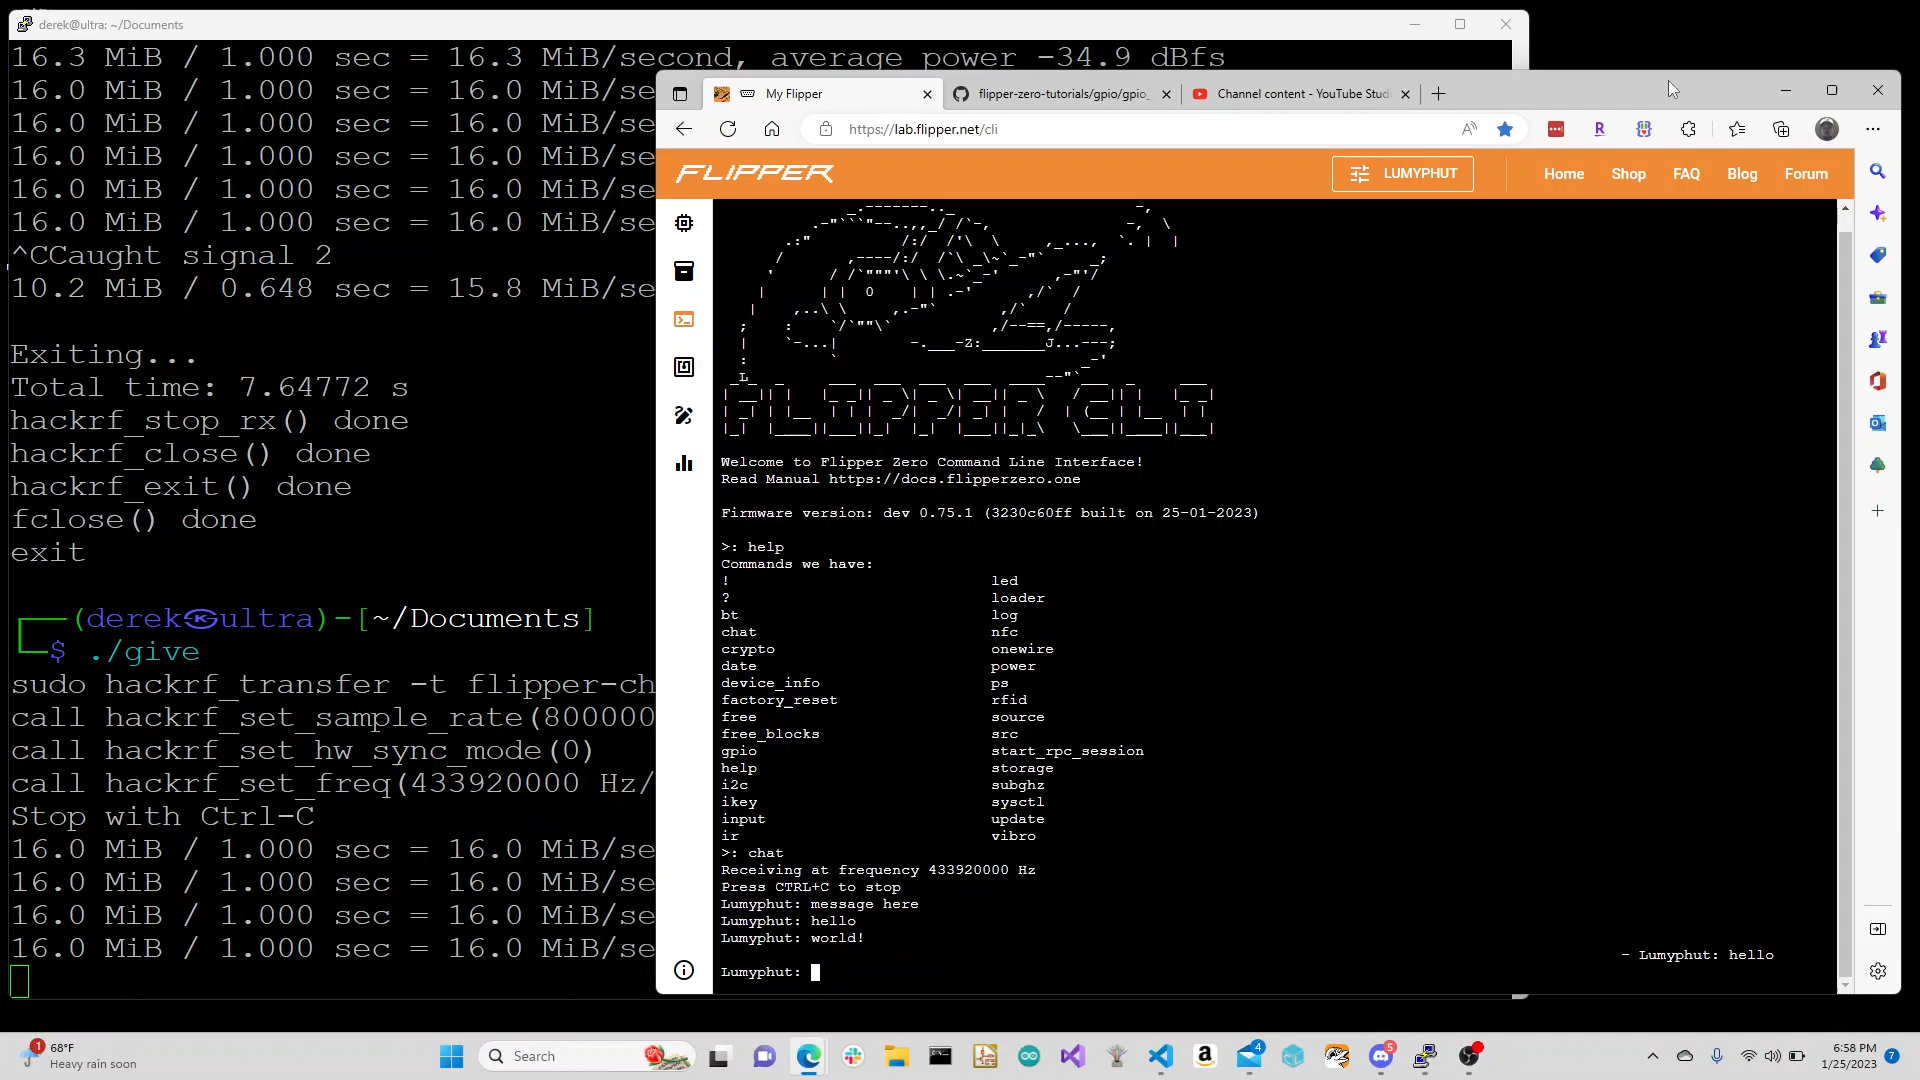 derek@ultra: ~/Documents
16.3 MiB / 1.000 sec = 16.3 MiB/second, average power -34.9 dBfs
16.0 MiB / 1.000 sec = 16.0 MiB/se
16.0 MiB / 1.000 sec = 16.0 MiB/se
16.0 MiB / 1.000 sec = 16.0 MiB/se
16.0 MiB / 1.000 sec = 16.0 MiB/se
16.0 MiB / 1.000 sec = 16.0 MiB/se
^CCaught signal 2
10.2 MiB / 0.648 sec = 15.8 MiB/se
Exiting...
Total time: 7.64772 s
hackrf_stop_rx() done
hackrf_close() done
hackrf_exit() done
fclose() done
exit
(derek㉿ultra)-[~/Documents]
$ ./give
sudo hackrf_transfer -t flipper-ch
call hackrf_set_sample_rate(800000
call hackrf_set_hw_sync_mode(0)
call hackrf_set_freq(433920000 Hz/
Stop with Ctrl-C
16.0 MiB / 1.000 sec = 16.0 MiB/se
16.0 MiB / 1.000 sec = 16.0 MiB/se
16.0 MiB / 1.000 sec = 16.0 MiB/se
16.0 MiB / 1.000 sec = 16.0 MiB/se
My Flipper
flipper-zero-tutorials/gpio/gpio_
Channel content - YouTube Stud
https://lab.flipper.net/cli
FLIPPER
LUMYPHUT
Home Shop FAQ Blog Forum
FLIPPER CLI
Welcome to Flipper Zero Command Line Interface!
Read Manual https://docs.flipperzero.one
Firmware version: dev 0.75.1 (3230c60ff built on 25-01-2023)
>: help
Commands we have:
! led
? loader
bt log
chat nfc
crypto onewire
date power
device_info ps
factory_reset rfid
free source
free_blocks src
gpio start_rpc_session
help storage
i2c subghz
ikey sysctl
input update
ir vibro
>: chat
Receiving at frequency 433920000 Hz
Press CTRL+C to stop
Lumyphut: message here
Lumyphut: hello
Lumyphut: world!
- Lumyphut: hello
Lumyphut:
1
68°F
Heavy rain soon
Search
4
5
6:58 PM
1/25/2023
7